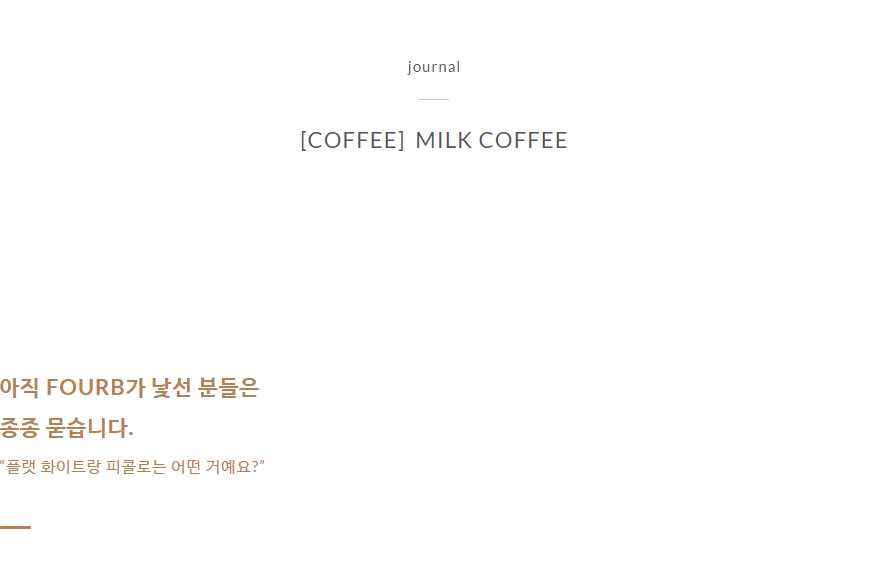 journal
[COFFEE] MILK COFFEE
아직 FOURB가 낯선 분들은
종종 묻습니다.
“플랫 화이트랑 피콜로는 어떤 거예요?”